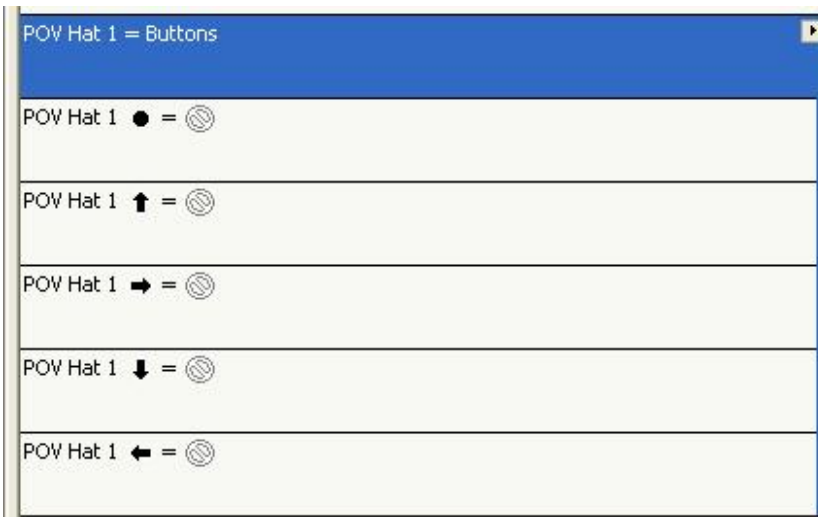 POV Hat 1 = Buttons
POV Hat 1 ● =
POV Hat 1 ⬆ =
POV Hat 1 ➡ =
POV Hat 1 ⬇ =
POV Hat 1 ⬅ =